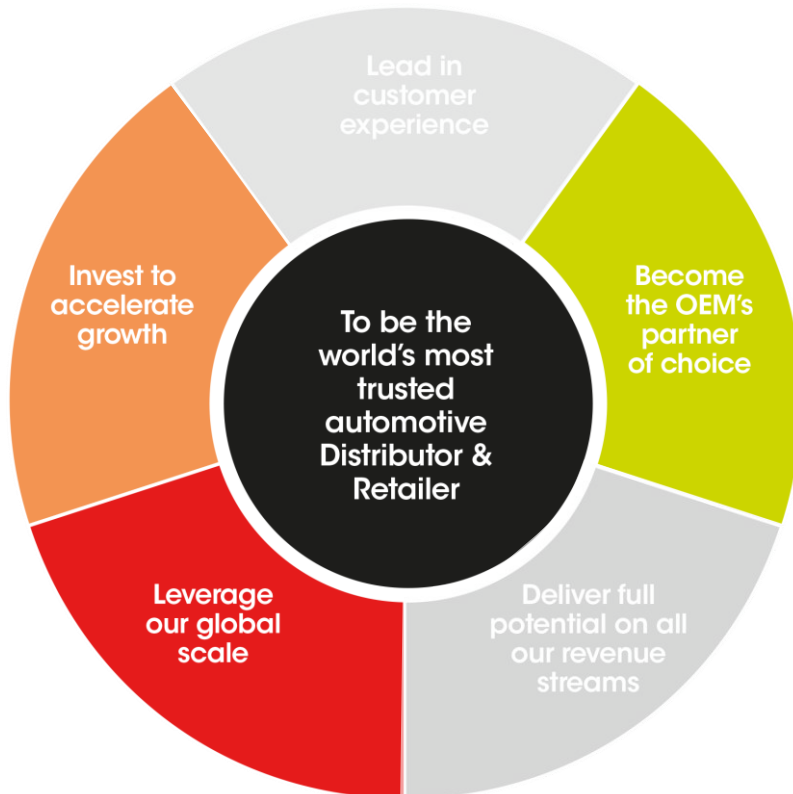 Lead in
customer
experience
Invest to
accelerate
growth
Become
the OEM's
partner
of choice
To be the
world's most
trusted
automotive
Distributor &
Retailer
Leverage
our global
scale
Deliver full
potential on all
our revenue
streams